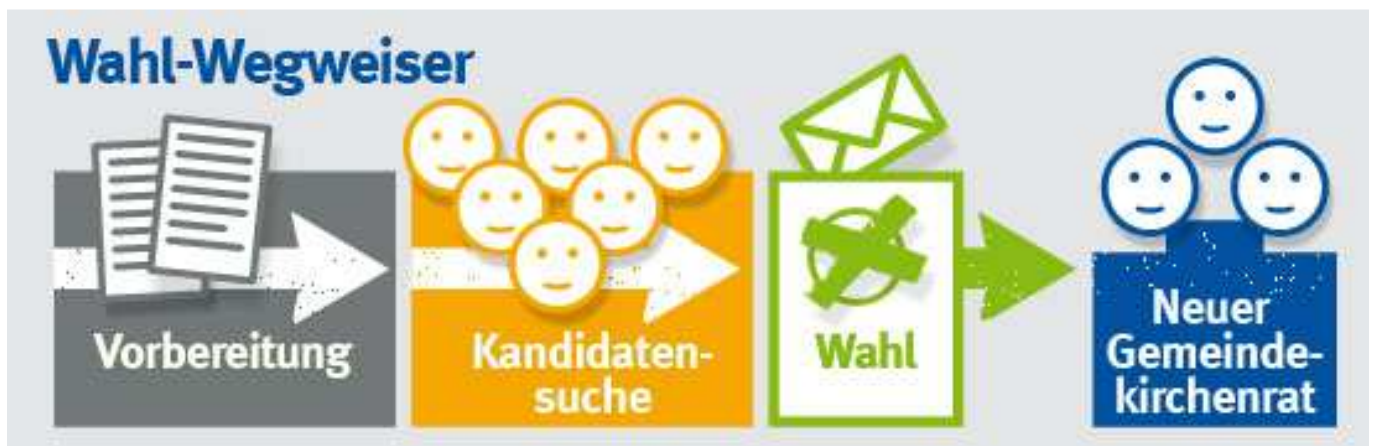 Wahl-Wegweiser
Vorbereitung
Kandidaten-
suche
Wahl
Neuer
Gemeinde-
kirchenrat